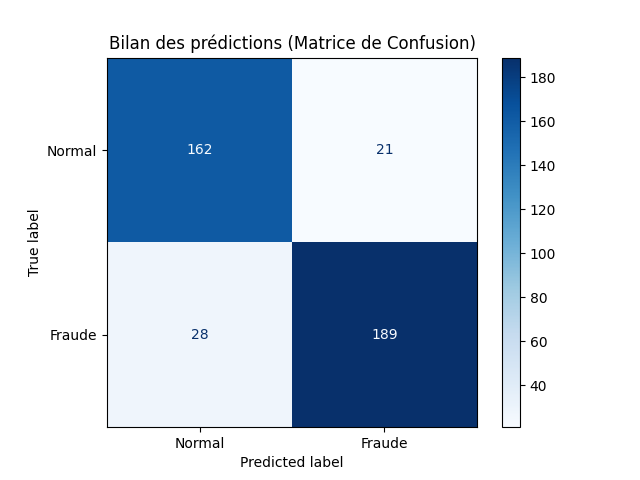 Bilan des prédictions (Matrice de Confusion)
True label
Normal
162
21
Fraude
28
189
Normal
Fraude
Predicted label
180
160
140
120
100
80
60
40